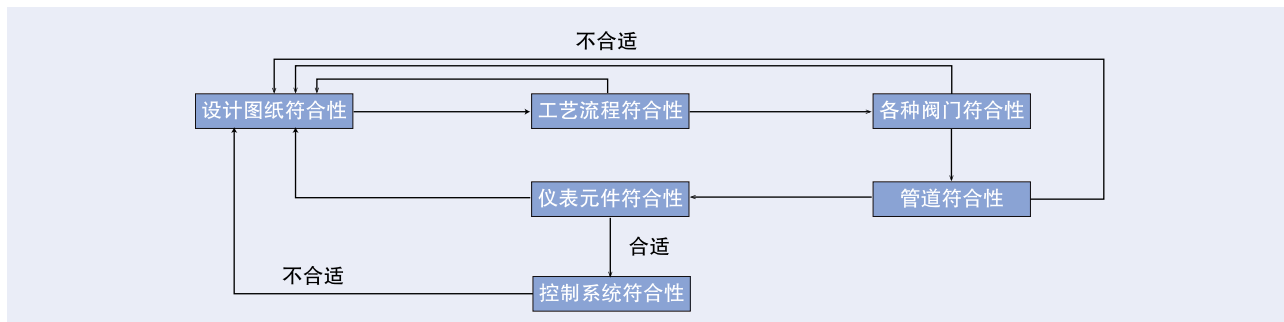 不合适
设计图纸符合性
工艺流程符合性
各种阀门符合性
仪表元件符合性
管道符合性
合适
不合适
控制系统符合性